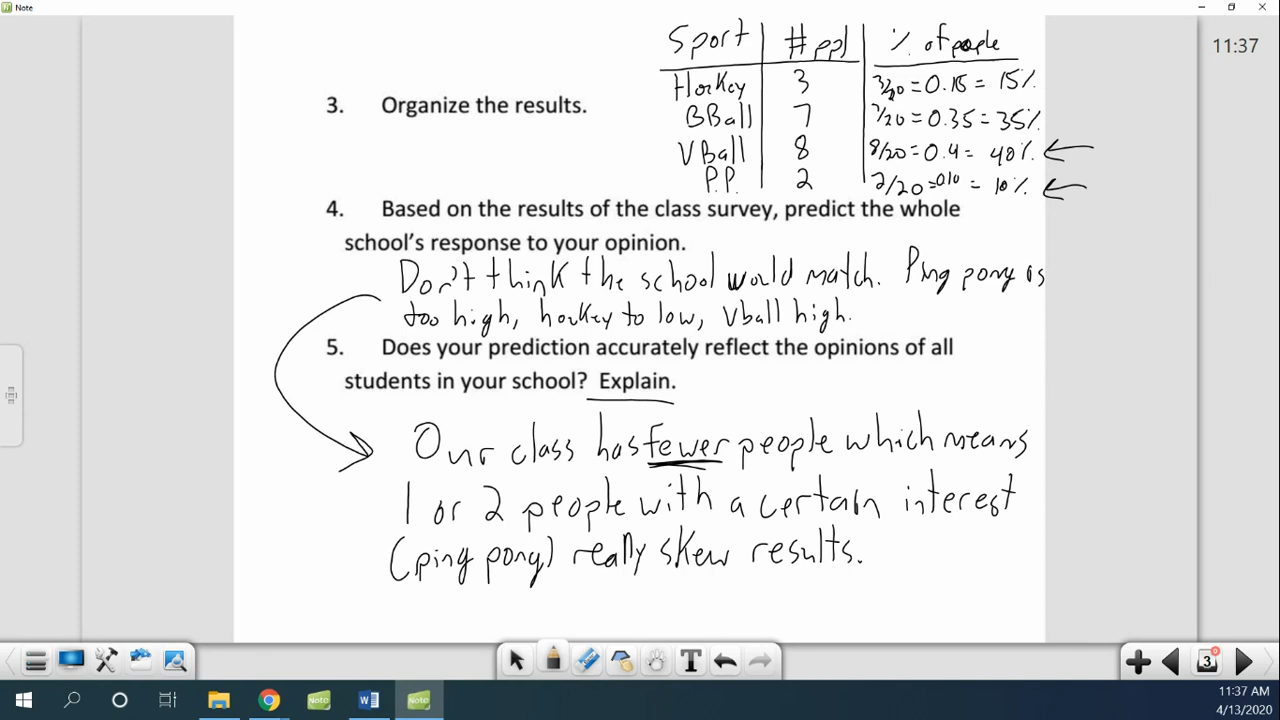 Note
11:37
Sport # ppl % of people
Hockey 3 3/20 = 0.15 = 15%
BBall 7 7/20 = 0.35 = 35%
VBall 8 8/20 = 0.4 = 40%
P.P. 2 2/20 = 0.10 = 10%
3. Organize the results.
4. Based on the results of the class survey, predict the whole
school's response to your opinion.
Don't think the school would match. Ping pong is
too high, hockey to low, Vball high.
5. Does your prediction accurately reflect the opinions of all
students in your school? Explain.
Our class has fewer people which means
1 or 2 people with a certain interest
(ping pong) really skew results.
T
3
Noto
W
Noto
11:37 AM
4/13/2020